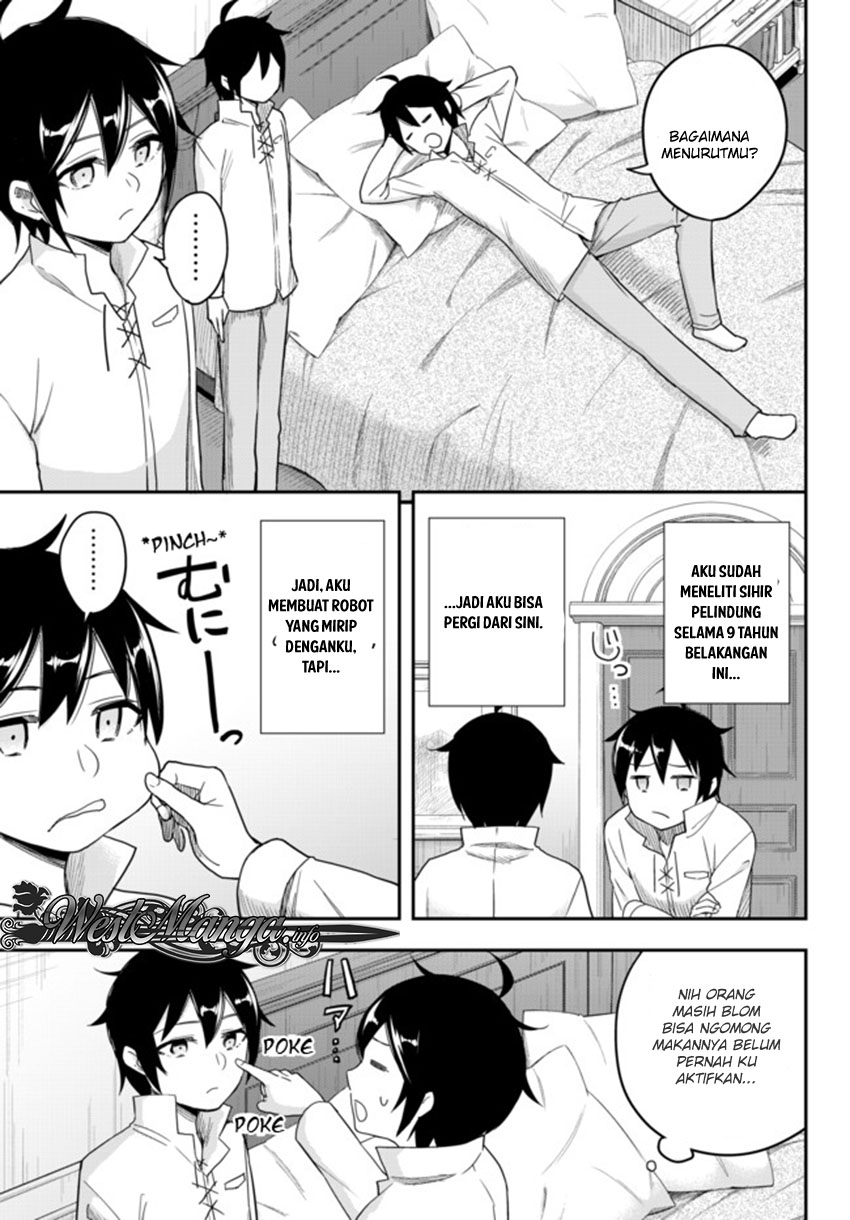 BAGAIMANA
MENURUTMU?
........
AKU SUDAH
MENELITI SIHIR
PELINDUNG
SELAMA 9 TAHUN
BELAKANGAN
INI...
じっ...
...JADI AKU BISA
PERGI DARI SINI.
JADI, AKU
MEMBUAT ROBOT
YANG MIRIP
DENGANKU,
TAPI...
*PINCH~*
むにーっ
........
WestManga.info
NIH ORANG
MASIH BLOM
BISA NGOMONG
MAKANNYA BELUM
PERNAH KU
AKTIFKAN...
ハァ...
POKE
POKE